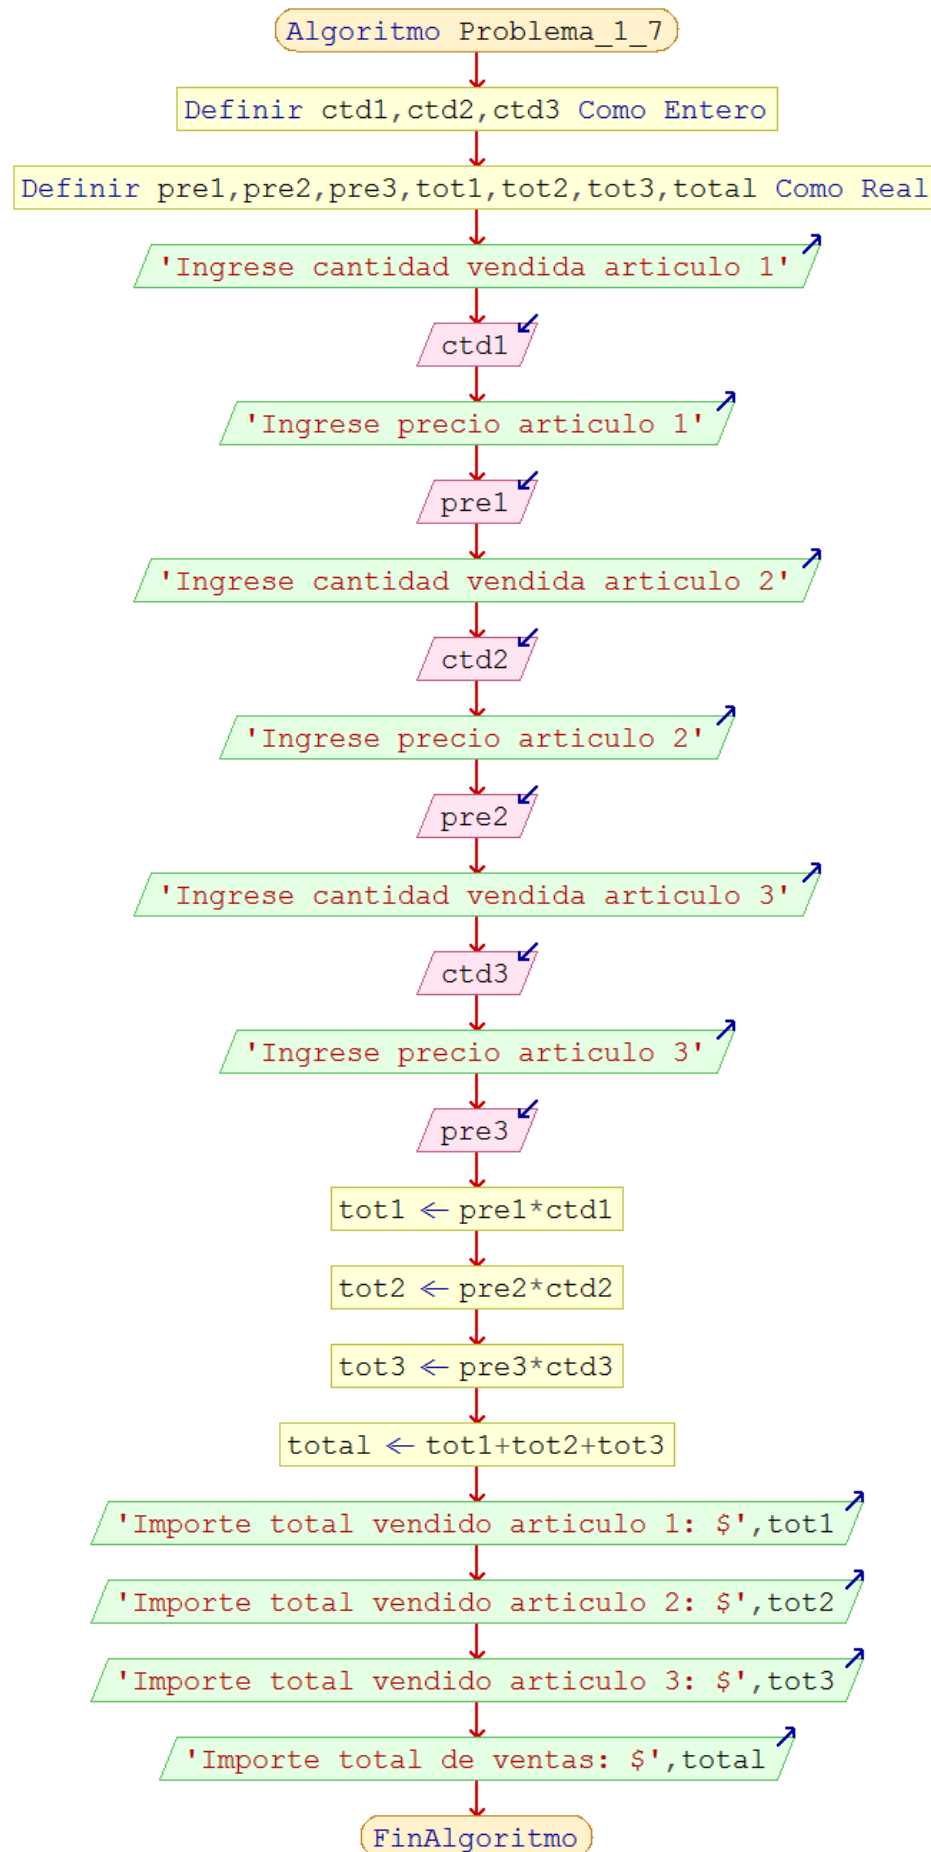 Algoritmo Problema_1_7
Definir ctd1,ctd2,ctd3 Como Entero
Definir pre1,pre2,pre3,tot1,tot2,tot3,total Como Real
'Ingrese cantidad vendida articulo 1'
ctd1
'Ingrese precio articulo 1'
pre1
'Ingrese cantidad vendida articulo 2'
ctd2
'Ingrese precio articulo 2'
pre2
'Ingrese cantidad vendida articulo 3'
ctd3
'Ingrese precio articulo 3'
pre3
tot1 ← pre1*ctd1
tot2 ← pre2*ctd2
tot3 ← pre3*ctd3
total ← tot1+tot2+tot3
'Importe total vendido articulo 1: $',tot1
'Importe total vendido articulo 2: $',tot2
'Importe total vendido articulo 3: $',tot3
'Importe total de ventas: $',total
FinAlgoritmo